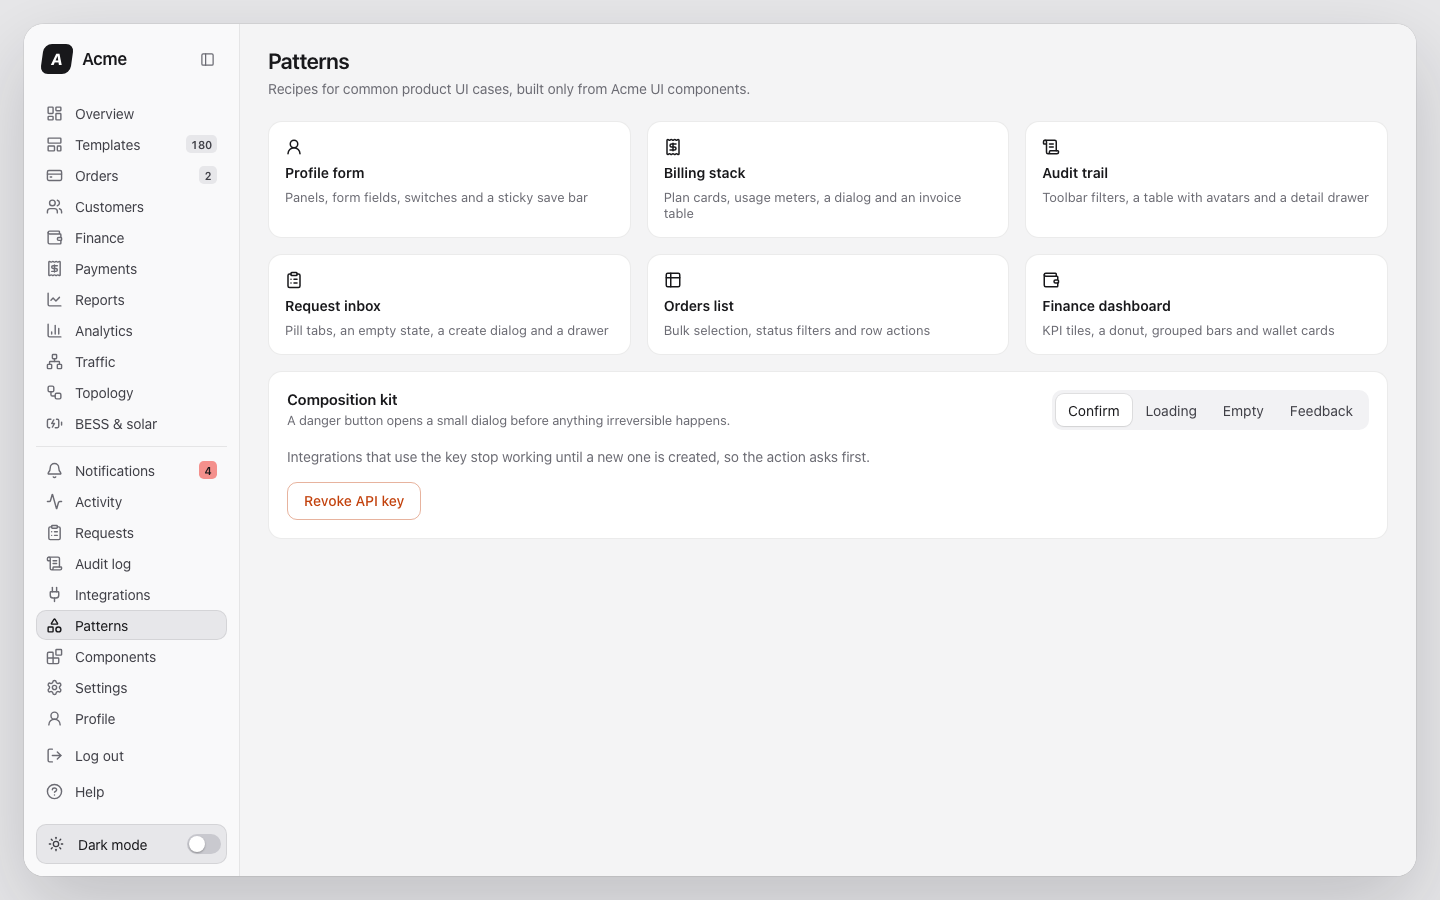 A Acme
Overview
Templates 180
Orders 2
Customers
Finance
Payments
Reports
Analytics
Traffic
Topology
BESS & solar
Notifications 4
Activity
Requests
Audit log
Integrations
Patterns
Components
Settings
Profile
Log out
Help
Dark mode
Patterns
Recipes for common product UI cases, built only from Acme UI components.
Profile form
Panels, form fields, switches and a sticky save bar
Billing stack
Plan cards, usage meters, a dialog and an invoice
table
Audit trail
Toolbar filters, a table with avatars and a detail drawer
Request inbox
Pill tabs, an empty state, a create dialog and a drawer
Orders list
Bulk selection, status filters and row actions
Finance dashboard
KPI tiles, a donut, grouped bars and wallet cards
Composition kit
A danger button opens a small dialog before anything irreversible happens.
Confirm Loading Empty Feedback
Integrations that use the key stop working until a new one is created, so the action asks first.
Revoke API key